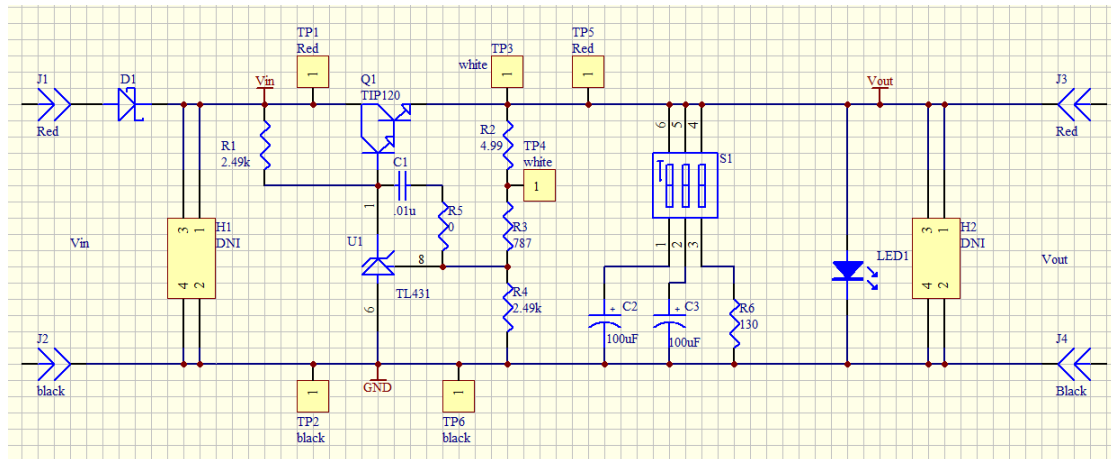 TP1
Red
TP3
white
TP5
Red
J1
Red
D1
Vin
Q1
TIP120
Vout
J3
Red
R1
2.49k
R2
4.99
TP4
white
C1
.01u
R5
0
R3
787
S1
6
5
4
1
2
3
H1
DNI
3
1
4
2
Vin
U1
1
8
6
TL431
R4
2.49k
C2
100uF
C3
100uF
R6
130
LED1
H2
DNI
3
1
4
2
Vout
J2
black
GND
TP2
black
TP6
black
J4
Black
1
1
1
1
1
1